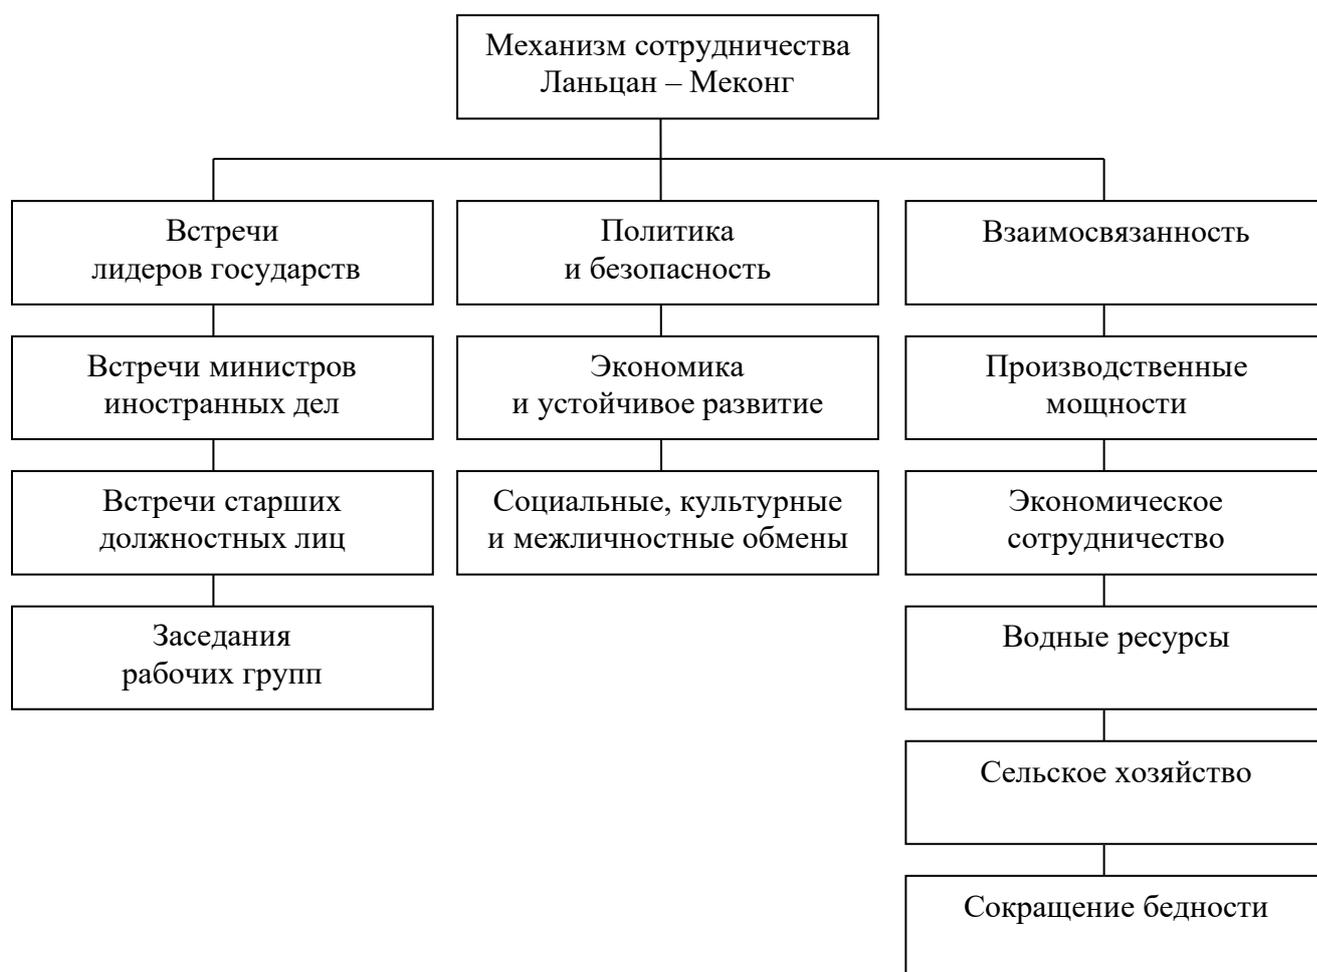 Механизм сотрудничества
Ланьцан – Меконг
Встречи
лидеров государств
Политика
и безопасность
Взаимосвязанность
Встречи министров
иностранных дел
Экономика
и устойчивое развитие
Производственные
мощности
Встречи старших
должностных лиц
Социальные, культурные
и межличностные обмены
Экономическое
сотрудничество
Заседания
рабочих групп
Водные ресурсы
Сельское хозяйство
Сокращение бедности